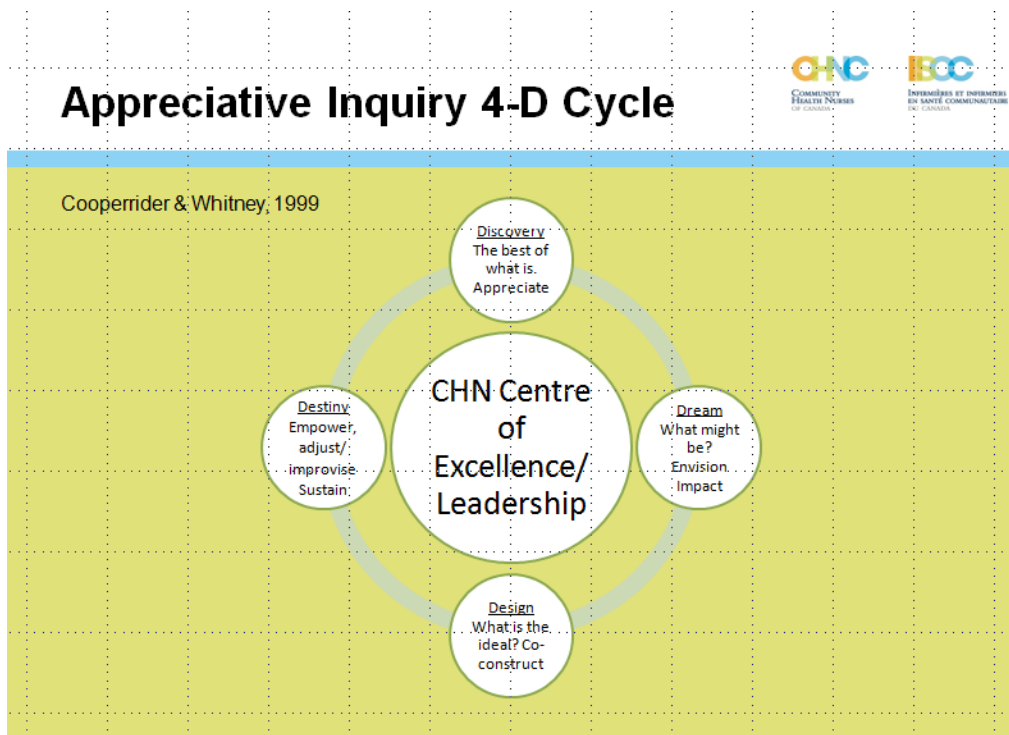 CHNC
COMMUNITY
HEALTH NURSES
OF CANADA
IISCC
INFIRMIÈRES ET INFIRMIERS
EN SANTÉ COMMUNAUTAIRE
DU CANADA
Appreciative Inquiry 4-D Cycle
Cooperrider & Whitney, 1999
Discovery
The best of
what is.
Appreciate
CHN Centre
of
Excellence/
Leadership
Dream
What might
be?
Envision
Impact
Design
What is the
ideal? Co-
construct
Destiny
Empower,
adjust/
improvise
Sustain